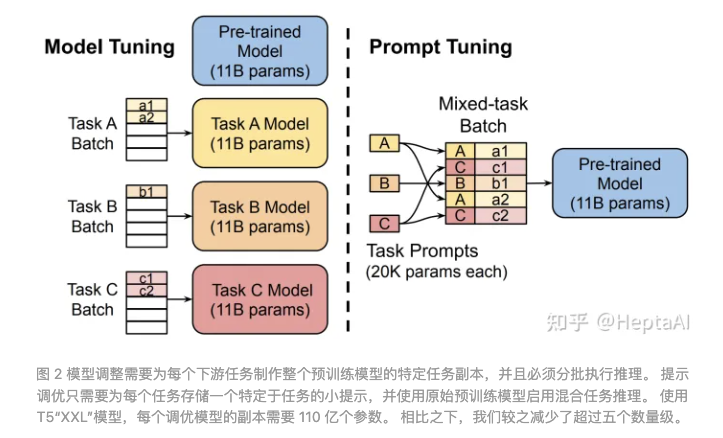 Model Tuning
Pre-trained
Model
(11B params)
a1
a2
Task A
Batch
Task A Model
(11B params)
b1
Task B
Batch
Task B Model
(11B params)
c1
c2
Task C
Batch
Task C Model
(11B params)
Prompt Tuning
Mixed-task
Batch
A
B
C
A a1
C c1
B b1
A a2
C c2
Pre-trained
Model
(11B params)
Task Prompts
(20K params each)
知乎 @HeptaAI
图 2 模型调整需要为每个下游任务制作整个预训练模型的特定任务副本，并且必须分批执行推理。 提示
调优只需要为每个任务存储一个特定于任务的小提示，并使用原始预训练模型启用混合任务推理。 使用
T5“XXL”模型，每个调优模型的副本需要 110 亿个参数。 相比之下，我们较之减少了超过五个数量级。